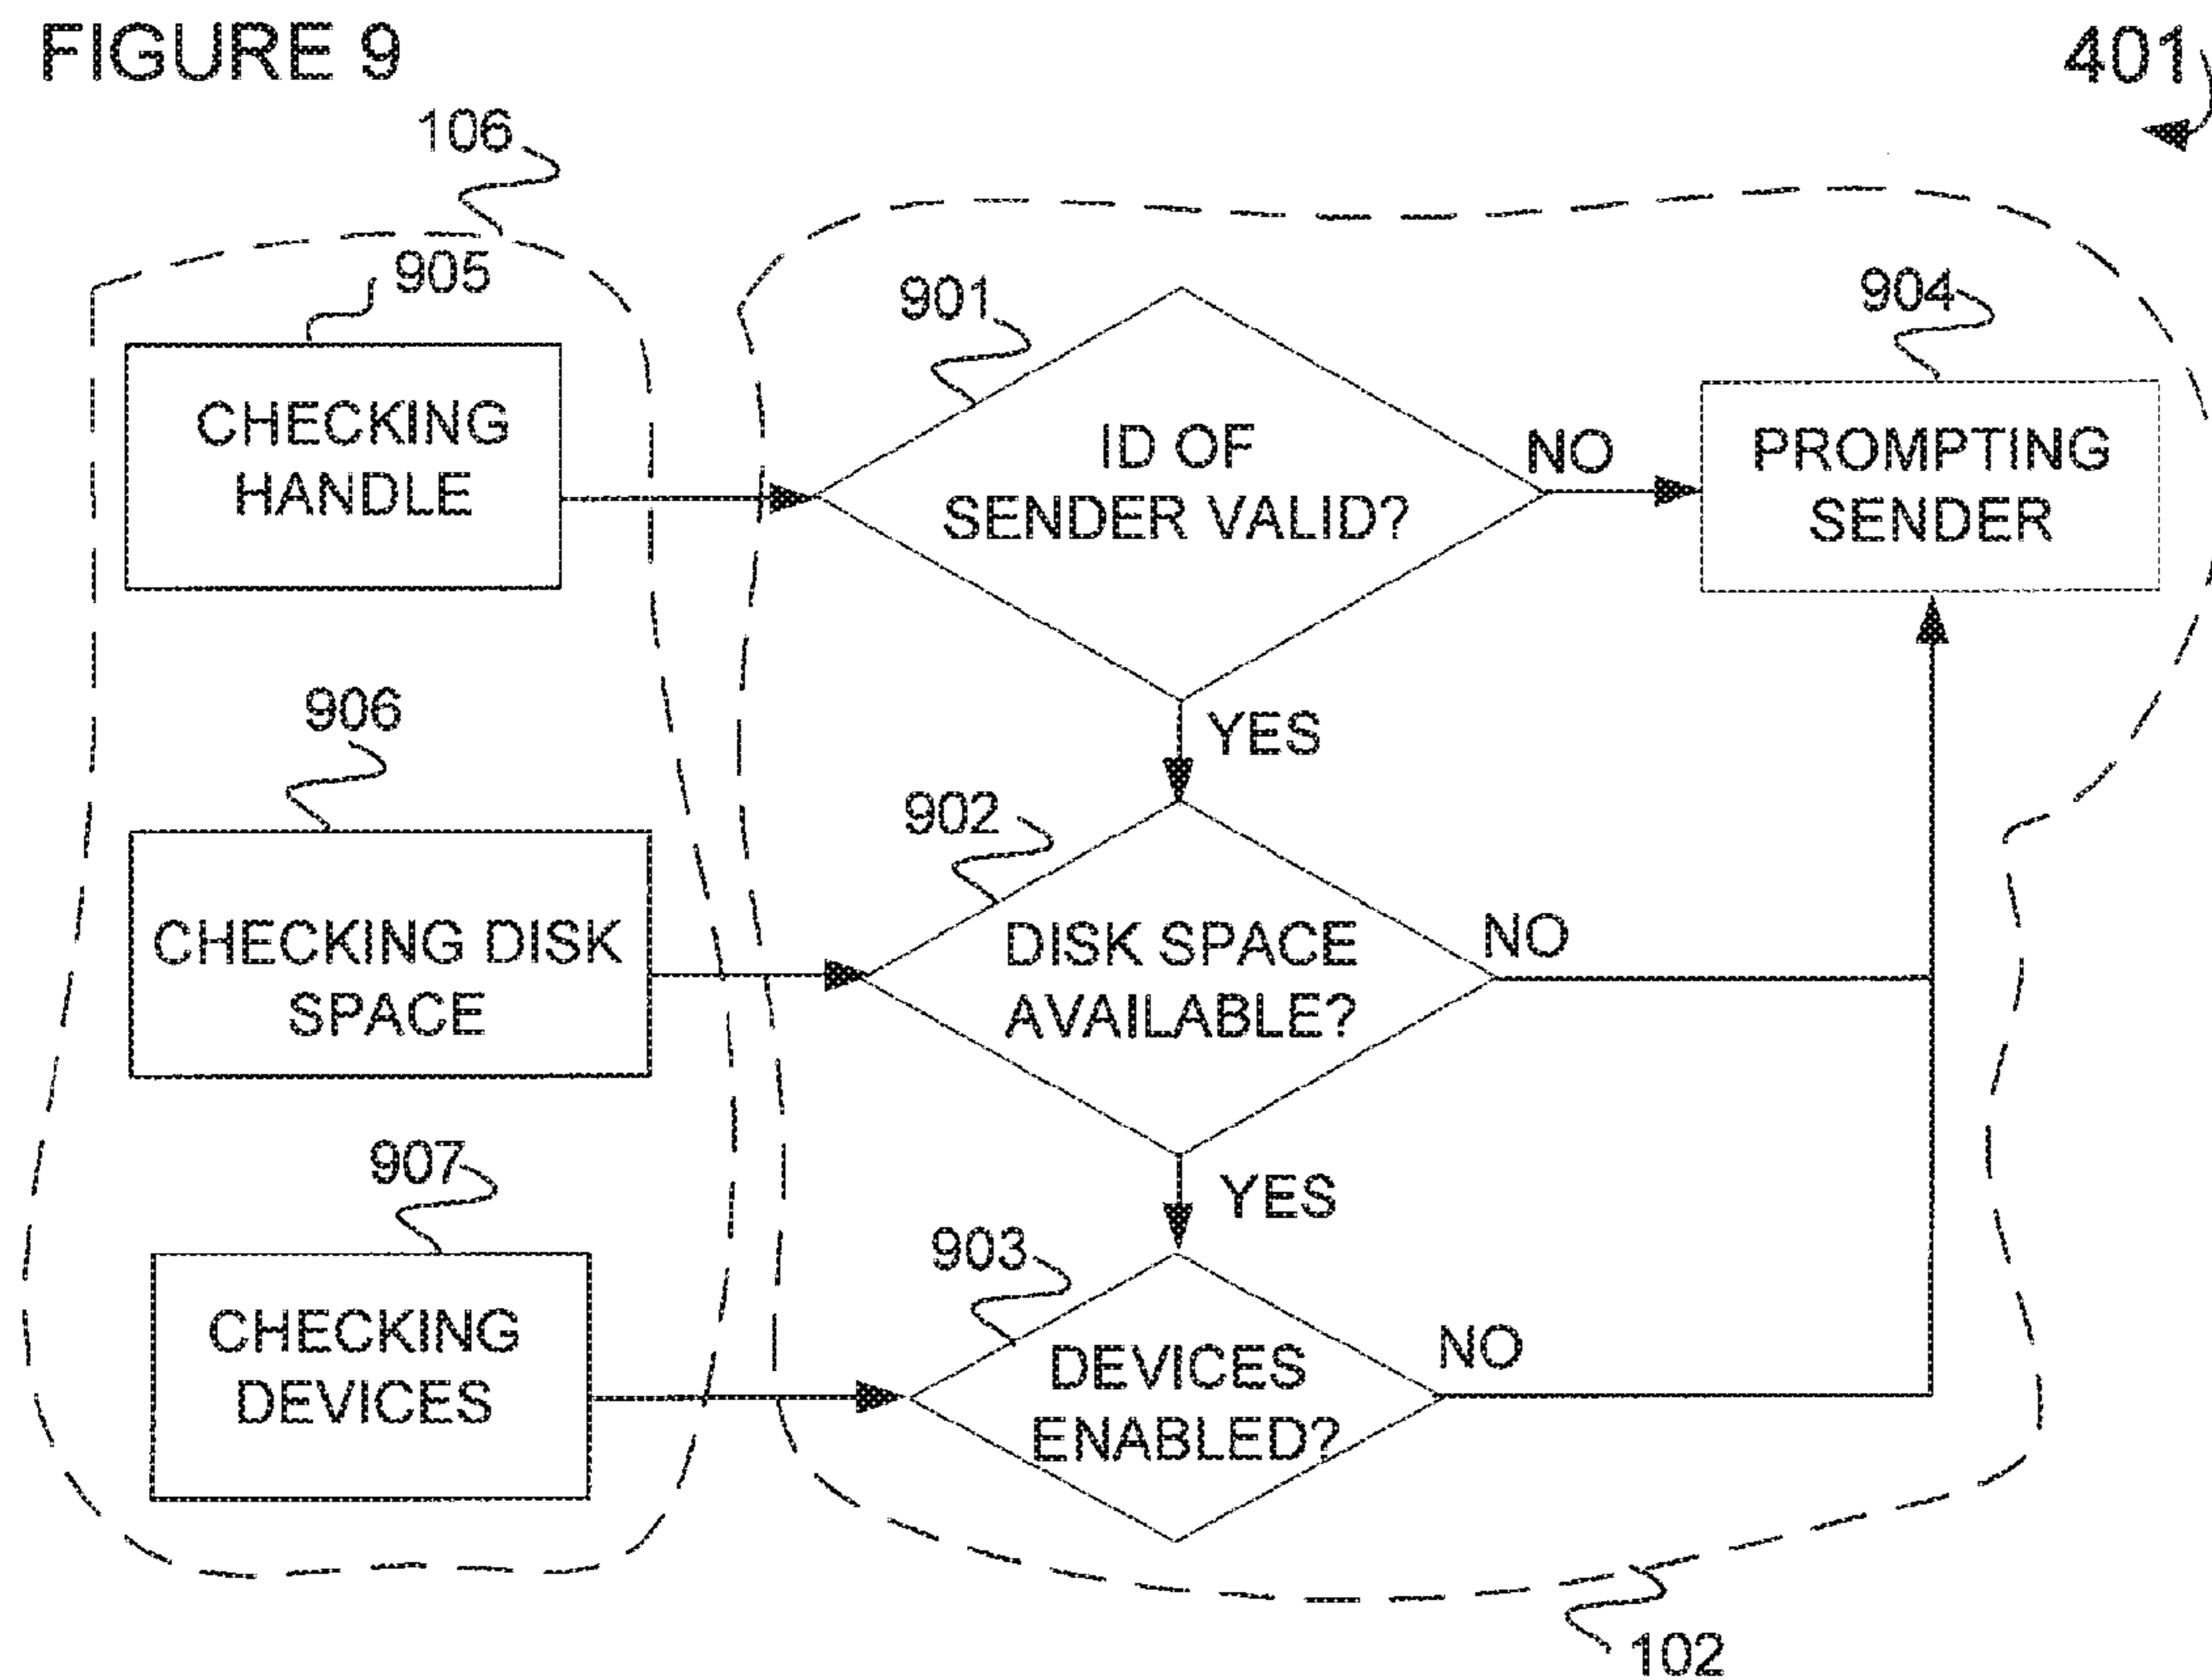 FIGURE 9
401
106
905
901
904
CHECKING
HANDLE
ID OF
SENDER VALID?
NO
PROMPTING
SENDER
906
YES
902
CHECKING DISK
SPACE
DISK SPACE
AVAILABLE?
NO
907
YES
903
CHECKING
DEVICES
DEVICES
ENABLED?
NO
102